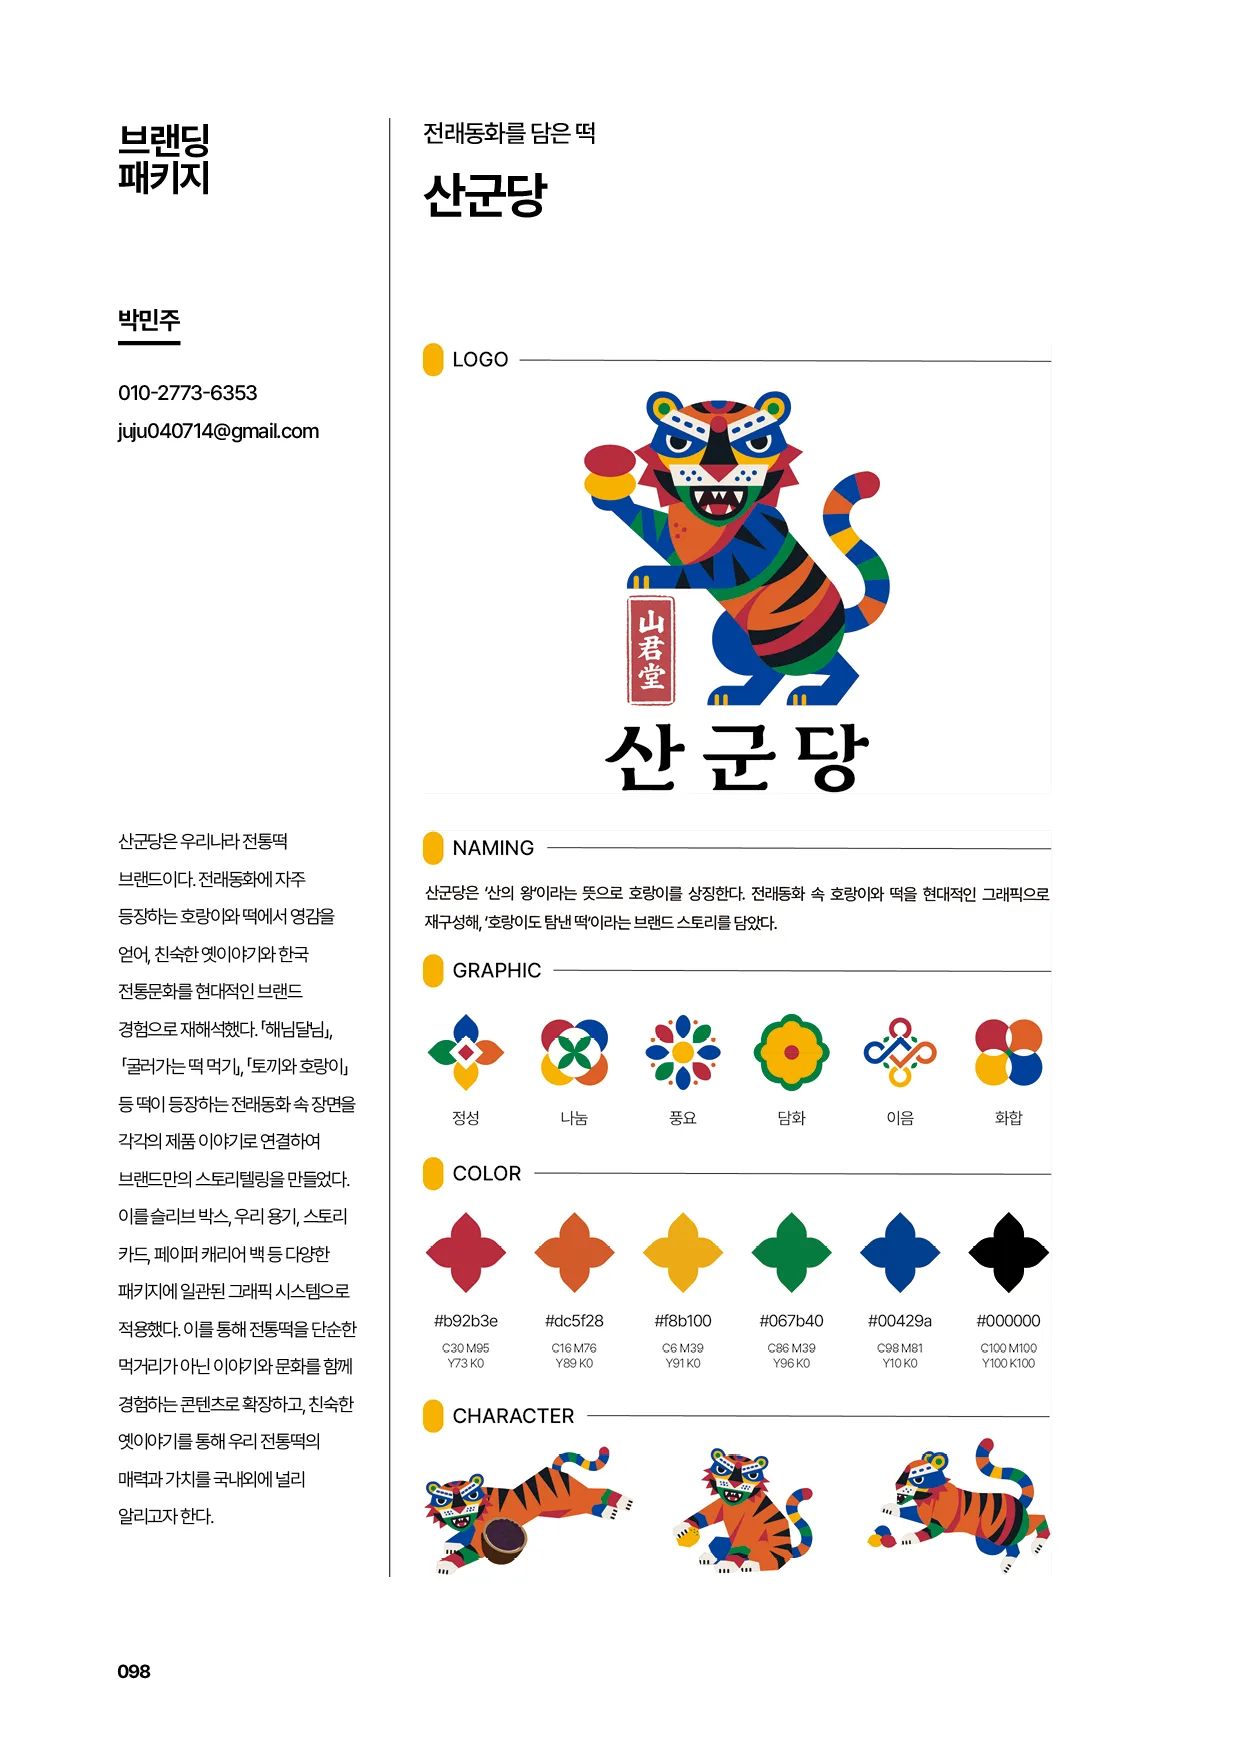 브랜딩
패키지
박민주
010-2773-6353
juju040714@gmail.com
산군당은 우리나라 전통떡
브랜드이다. 전래동화에 자주
등장하는 호랑이와 떡에서 영감을
얻어, 친숙한 옛이야기와 한국
전통문화를 현대적인 브랜드
경험으로 재해석했다. 「해님달님」,
「굴러가는 떡 먹기」, 「토끼와 호랑이」
등 떡이 등장하는 전래동화 속 장면을
각각의 제품 이야기로 연결하여
브랜드만의 스토리텔링을 만들었다.
이를 슬리브 박스, 우리 용기, 스토리
카드, 페이퍼 캐리어 백 등 다양한
패키지에 일관된 그래픽 시스템으로
적용했다. 이를 통해 전통떡을 단순한
먹거리가 아닌 이야기와 문화를 함께
경험하는 콘텐츠로 확장하고, 친숙한
옛이야기를 통해 우리 전통떡의
매력과 가치를 국내외에 널리
알리고자 한다.
098
전래동화를 담은 떡
산군당
LOGO
山君堂
산군당
NAMING
산군당은 '산의 왕'이라는 뜻으로 호랑이를 상징한다. 전래동화 속 호랑이와 떡을 현대적인 그래픽으로
재구성해, '호랑이도 탐낸 떡'이라는 브랜드 스토리를 담았다.
GRAPHIC
정성 나눔 풍요 담화 이음 화합
COLOR
#b92b3e #dc5f28 #f8b100 #067b40 #00429a #000000
C30 M95 C16 M76 C6 M39 C86 M39 C98 M81 C100 M100
Y73 K0 Y89 K0 Y91 K0 Y96 K0 Y10 K0 Y100 K100
CHARACTER